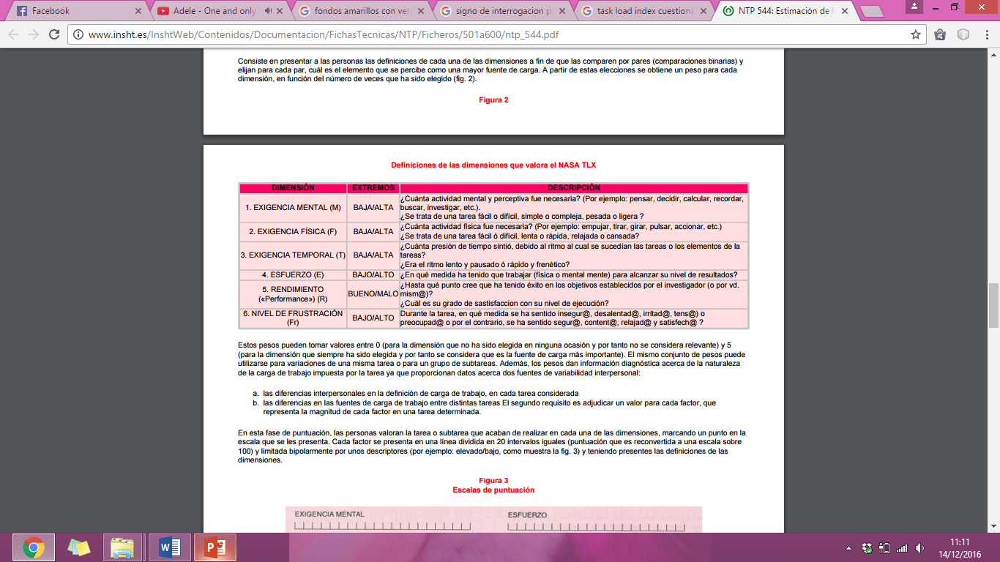 Facebook
Adele - One and only
fondos amarillos con ven
signo de interrogacion p
task load index cuestiona
NTP 544: Estimación de l
www.insht.es/InshtWeb/Contenidos/Documentacion/FichasTecnicas/NTP/Ficheros/501a600/ntp_544.pdf
Consiste en presentar a las personas las definiciones de cada una de las dimensiones a fin de que las comparen por pares (comparaciones binarias) y
elijan para cada par, cuál es el elemento que se percibe como una mayor fuente de carga. A partir de estas elecciones se obtiene un peso para cada
dimensión, en función del número de veces que ha sido elegido (fig. 2).
Figura 2
Definiciones de las dimensiones que valora el NASA TLX
DIMENSIÓN EXTREMOS DESCRIPCIÓN
1. EXIGENCIA MENTAL (M) BAJA/ALTA ¿Cuánta actividad mental y perceptiva fue necesaria? (Por ejemplo: pensar, decidir, calcular, recordar,
buscar, investigar, etc.).
¿Se trata de una tarea fácil o difícil, simple o compleja, pesada o ligera ?
2. EXIGENCIA FÍSICA (F) BAJA/ALTA ¿Cuánta actividad física fue necesaria? (Por ejemplo: empujar, tirar, girar, pulsar, accionar, etc.)
¿Se trata de una tarea fácil ó difícil, lenta o rápida, relajada o cansada?
3. EXIGENCIA TEMPORAL (T) BAJA/ALTA ¿Cuánta presión de tiempo sintió, debido al ritmo al cual se sucedían las tareas o los elementos de la
tareas?
¿Era el ritmo lento y pausado ó rápido y frenético?
4. ESFUERZO (E) BAJO/ALTO ¿En qué medida ha tenido que trabajar (física o mental mente) para alcanzar su nivel de resultados?
5. RENDIMIENTO
(«Performance») (R) BUENO/MALO ¿Hasta qué punto cree que ha tenido éxito en los objetivos establecidos por el investigador (o por vd.
mism@)?
¿Cuál es su grado de sastisfaccion con su nivel de ejecución?
6. NIVEL DE FRUSTRACIÓN
(Fr) BAJO/ALTO Durante la tarea, en qué medida se ha sentido insegur@, desalentad@, irritad@, tens@) o
preocupad@ o por el contrario, se ha sentido segur@, content@, relajad@ y satisfech@ ?
Estos pesos pueden tomar valores entre 0 (para la dimensión que no ha sido elegida en ninguna ocasión y por tanto no se considera relevante) y 5
(para la dimensión que siempre ha sido elegida y por tanto se considera que es la fuente de carga más importante). El mismo conjunto de pesos puede
utilizarse para variaciones de una misma tarea o para un grupo de subtareas. Además, los pesos dan información diagnóstica acerca de la naturaleza
de la carga de trabajo impuesta por la tarea ya que proporcionan datos acerca dos fuentes de variabilidad interpersonal:
a. las diferencias interpersonales en la definición de carga de trabajo, en cada tarea considerada
b. las diferencias en las fuentes de carga de trabajo entre distintas tareas El segundo requisito es adjudicar un valor para cada factor, que
representa la magnitud de cada factor en una tarea determinada.
En esta fase de puntuación, las personas valoran la tarea o subtarea que acaban de realizar en cada una de las dimensiones, marcando un punto en la
escala que se les presenta. Cada factor se presenta en una línea dividida en 20 intervalos iguales (puntuación que es reconvertida a una escala sobre
100) y limitada bipolarmente por unos descriptores (por ejemplo: elevado/bajo, como muestra la fig. 3) y teniendo presentes las definiciones de las
dimensiones.
Figura 3
Escalas de puntuación
EXIGENCIA MENTAL ESFUERZO
11:11
14/12/2016